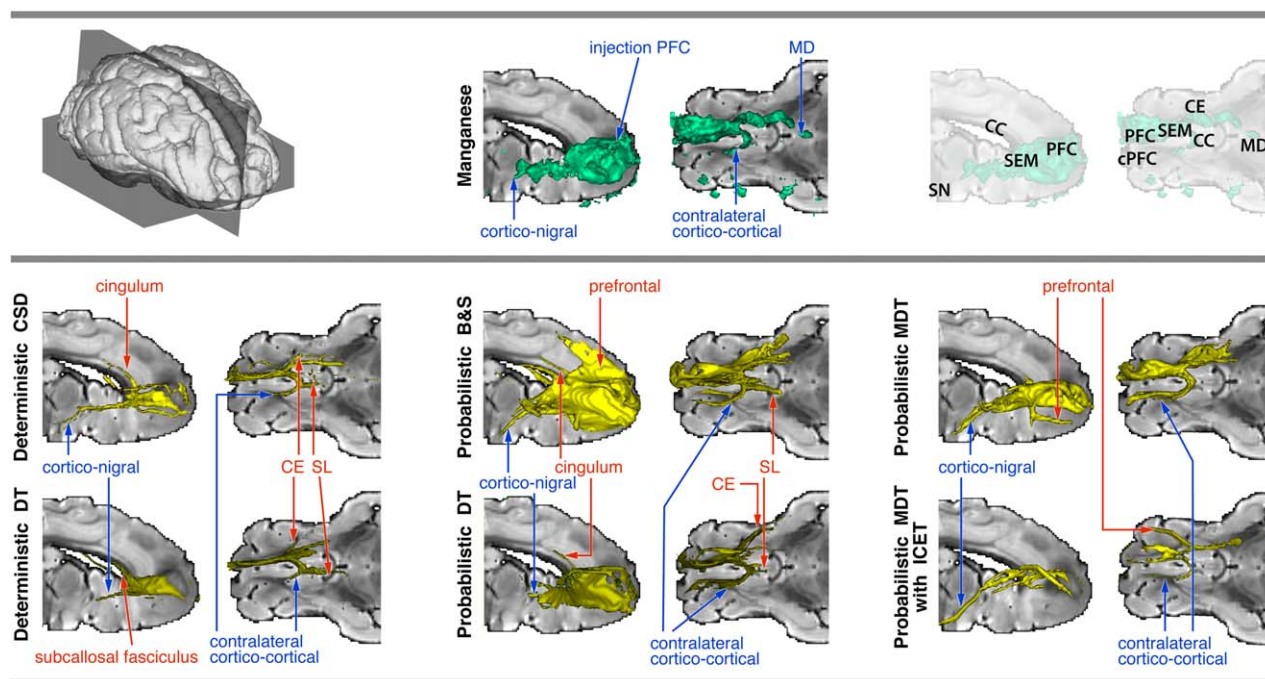 injection PFC
MD
Manganese
cortico-nigral
contralateral
cortico-cortical
CC
SEM
PFC
SN
CE
PFC
SEM
CC
cPFC
MD
cingulum
Deterministic CSD
cortico-nigral
CE
SL
Deterministic DT
subcallosal fasciculus
contralateral
cortico-cortical
prefrontal
Probabilistic B&S
cortico-nigral
cingulum
SL
CE
Probabilistic DT
contralateral
cortico-cortical
prefrontal
Probabilistic MDT
cortico-nigral
Probabilistic MDT
with ICET
contralateral
cortico-cortical